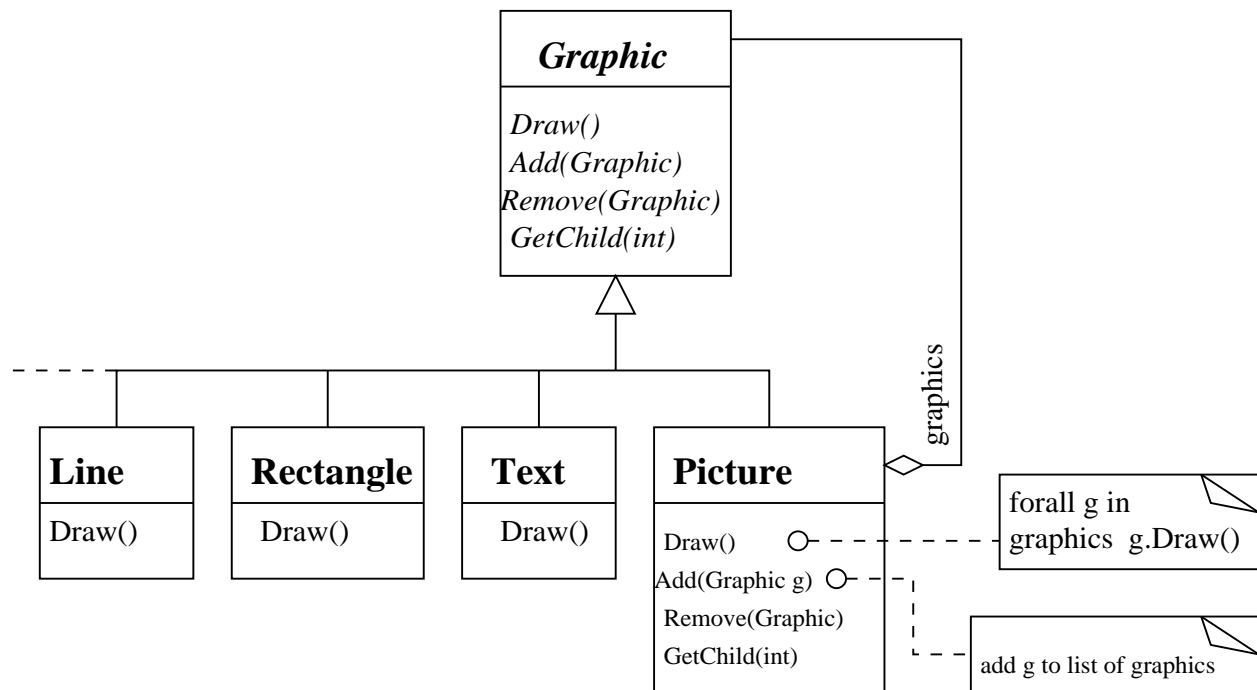 Graphic
Draw()
Add(Graphic)
Remove(Graphic)
GetChild(int)
graphics
Line
Draw()
Rectangle
Draw()
Text
Draw()
Picture
Draw()
Add(Graphic g)
Remove(Graphic)
GetChild(int)
forall g in
graphics g.Draw()
add g to list of graphics